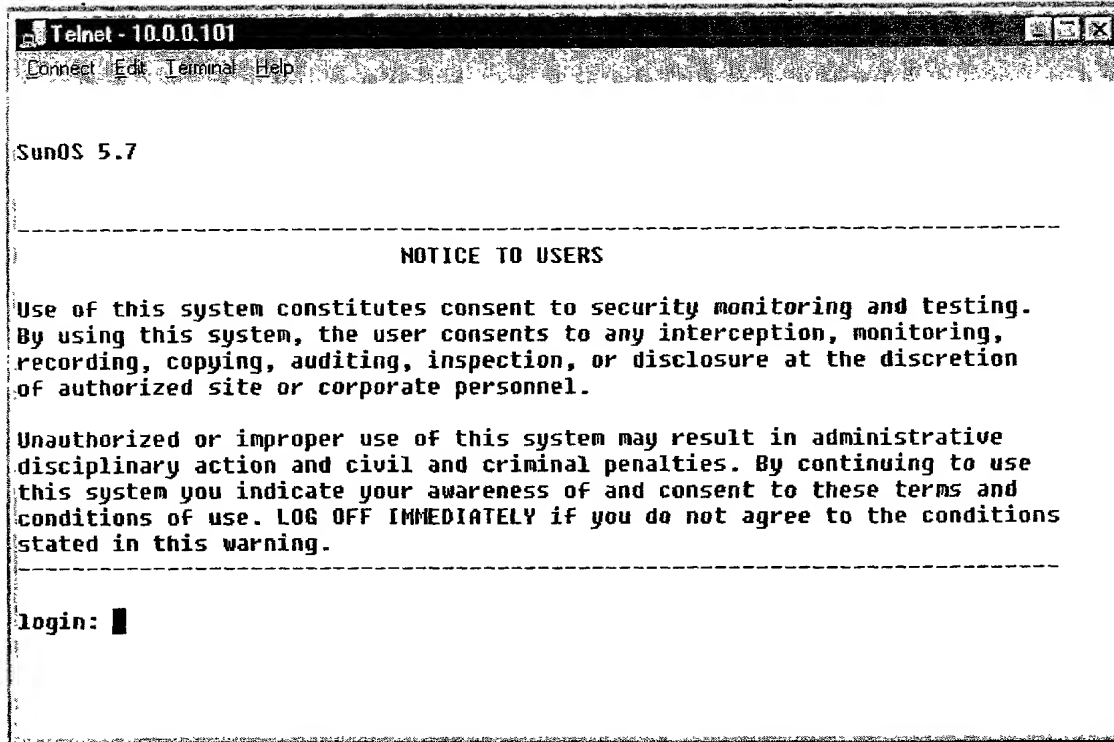 Telnet - 10.0.0.101
Connect Edit Terminal Help
SunOS 5.7
NOTICE TO USERS
Use of this system constitutes consent to security monitoring and testing.
By using this system, the user consents to any interception, monitoring,
recording, copying, auditing, inspection, or disclosure at the discretion
of authorized site or corporate personnel.
Unauthorized or improper use of this system may result in administrative
disciplinary action and civil and criminal penalties. By continuing to use
this system you indicate your awareness of and consent to these terms and
conditions of use. LOG OFF IMMEDIATELY if you do not agree to the conditions
stated in this warning.
login: